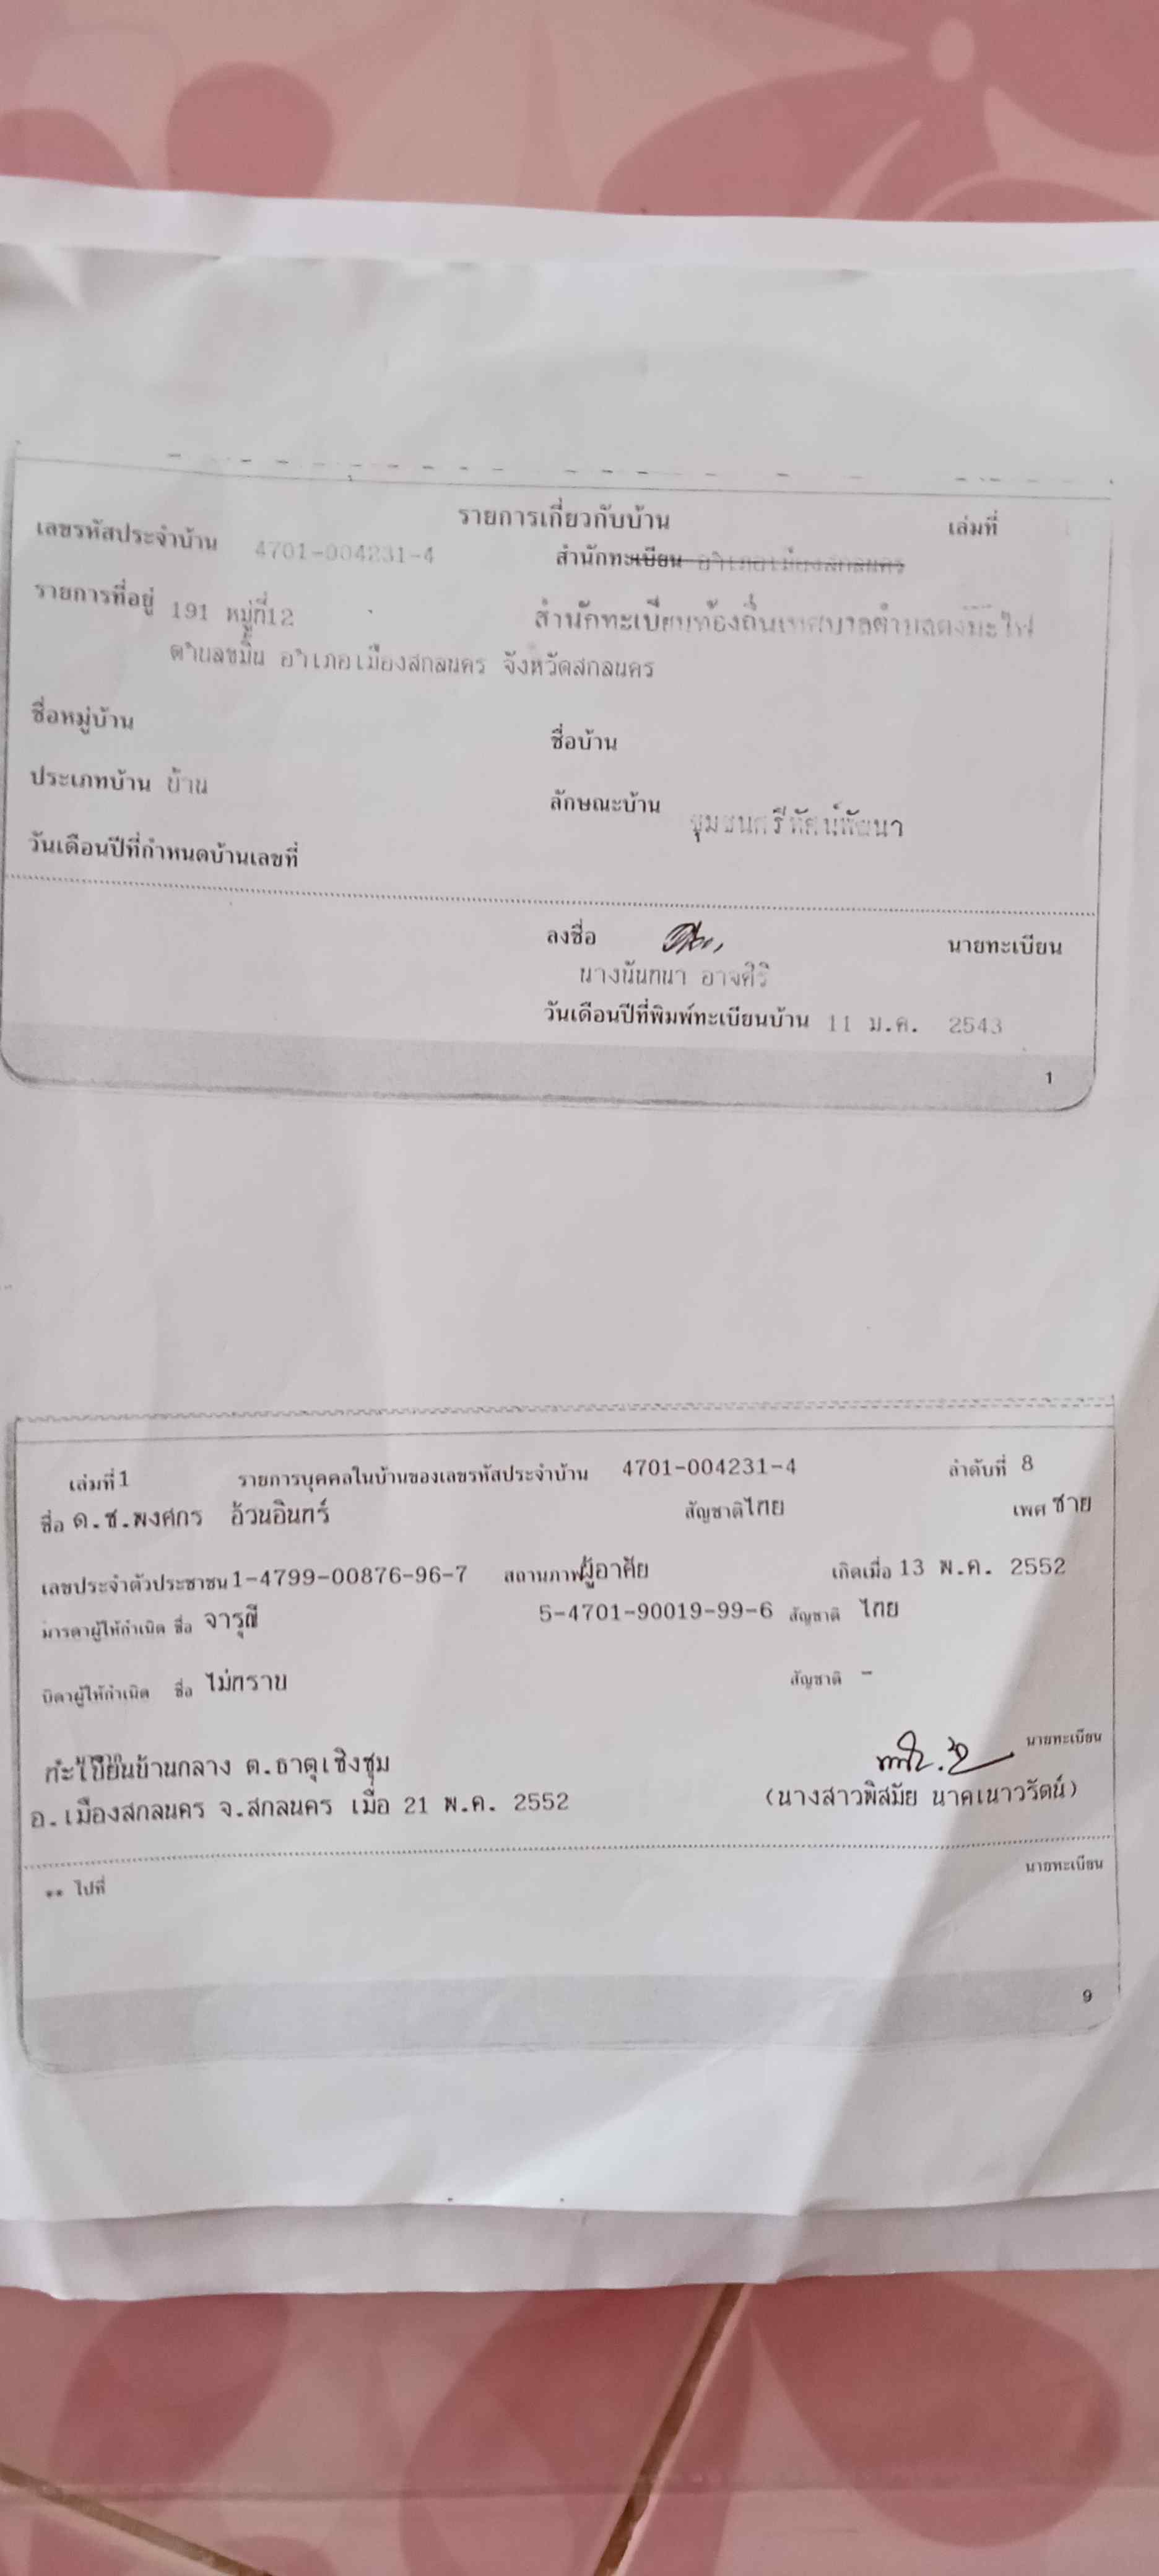 รายการเกี่ยวกับบ้าน เล่มที่
เลขรหัสประจำบ้าน 4701-004231-4 สำนักทะเบียน อำเภอเมืองสกลนคร
รายการที่อยู่ 191 หมู่ที่12 สำนักทะเบียนท้องถิ่นเทศบาลตำบลดงมะไฟ
ตำบลขมิ้น อำเภอเมืองสกลนคร จังหวัดสกลนคร
ชื่อหมู่บ้าน ชื่อบ้าน
ประเภทบ้าน บ้าน ลักษณะบ้าน
วันเดือนปีที่กำหนดบ้านเลขที่
ลงชื่อ นายทะเบียน
นางนันทนา อาจศิริ
วันเดือนปีที่พิมพ์ทะเบียนบ้าน 11 ม.ค. 2543
1
เล่มที่ 1 รายการบุคคลในบ้านของเลขรหัสประจำบ้าน 4701-004231-4 ลำดับที่ 8
ชื่อ ด.ช.พงศกร อ้วนอินทร์ สัญชาติ ไทย เพศ ชาย
เลขประจำตัวประชาชน 1-4799-00876-96-7 สถานภาพ ผู้อาศัย เกิดเมื่อ 13 พ.ค. 2552
มารดาผู้ให้กำเนิด ชื่อ จารุณี 5-4701-90019-99-6 สัญชาติ ไทย
บิดาผู้ให้กำเนิด ชื่อ ไม่ทราบ สัญชาติ -
นายทะเบียน
บ้านกลาง ต.ธาตุเชิงชุม
(นางสาวพิสมัย นาคเนาวรัตน์)
อ.เมืองสกลนคร จ.สกลนคร เมื่อ 21 พ.ค. 2552
นายทะเบียน
** ไปที่
9